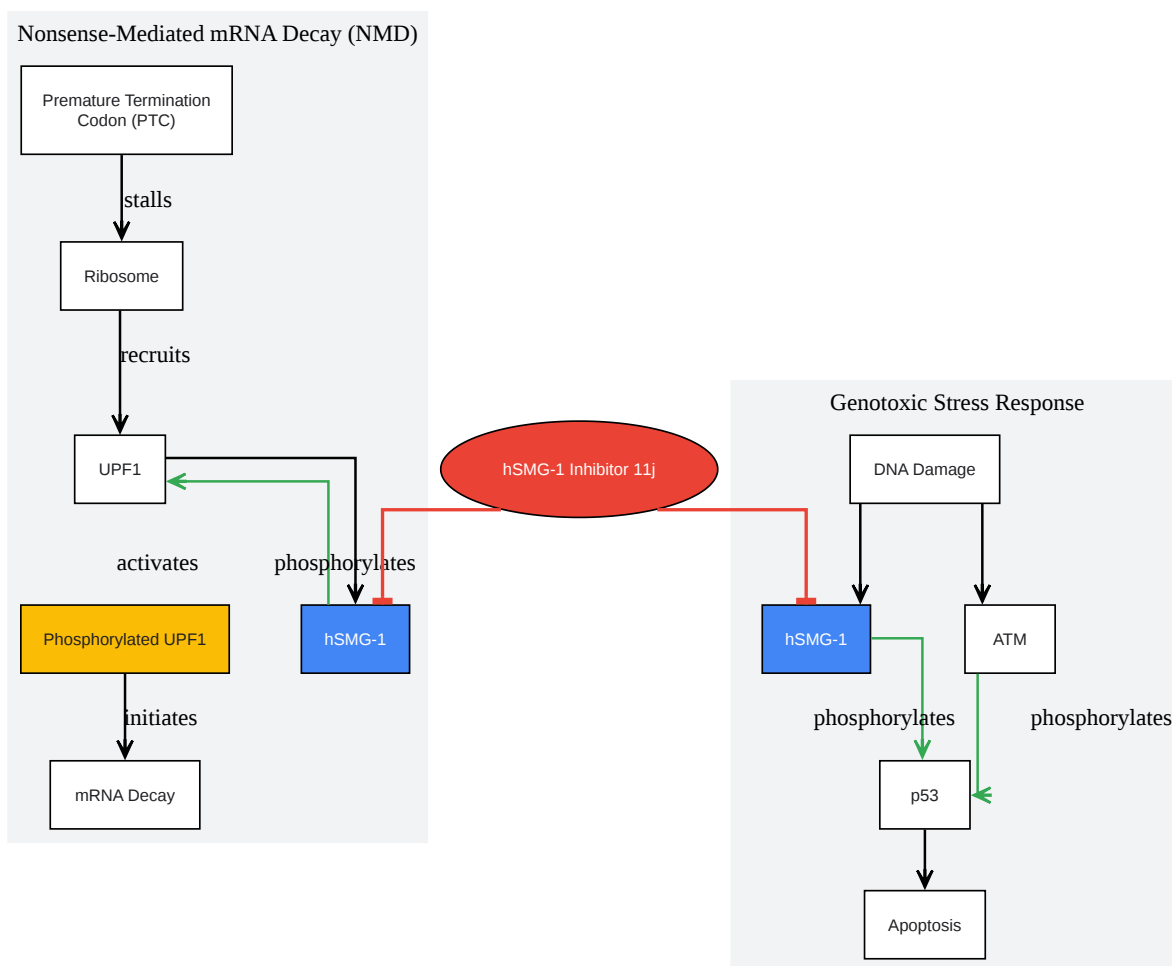 Nonsense-Mediated mRNA Decay (NMD)
Premature Termination
Codon (PTC)
stalls
Ribosome
recruits
UPF1
activates
phosphorylates
Phosphorylated UPF1
hSMG-1
initiates
mRNA Decay
hSMG-1 Inhibitor 11j
Genotoxic Stress Response
DNA Damage
hSMG-1
ATM
phosphorylates
phosphorylates
p53
Apoptosis